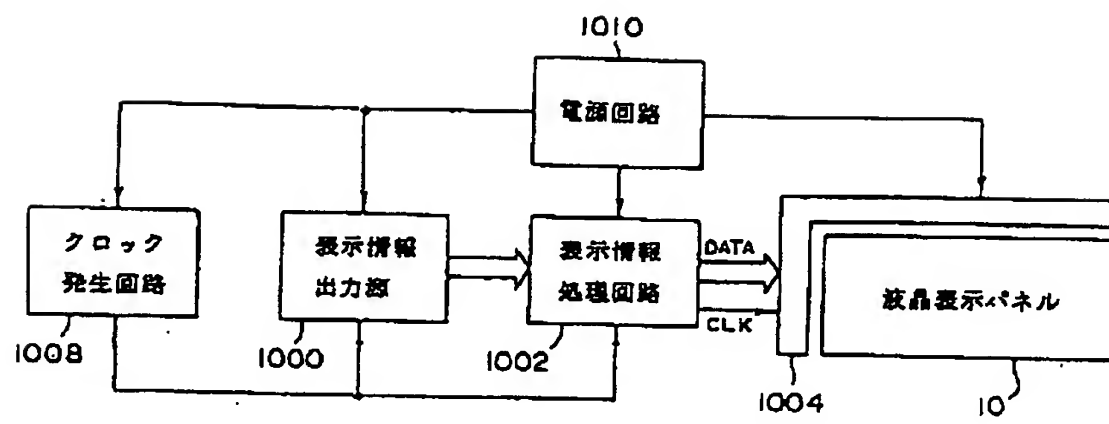 1010
電源回路
クロック
発生回路
1008
表示情報
出力源
1000
表示情報
処理回路
1002
DATA
CLK
液晶表示パネル
1004
10